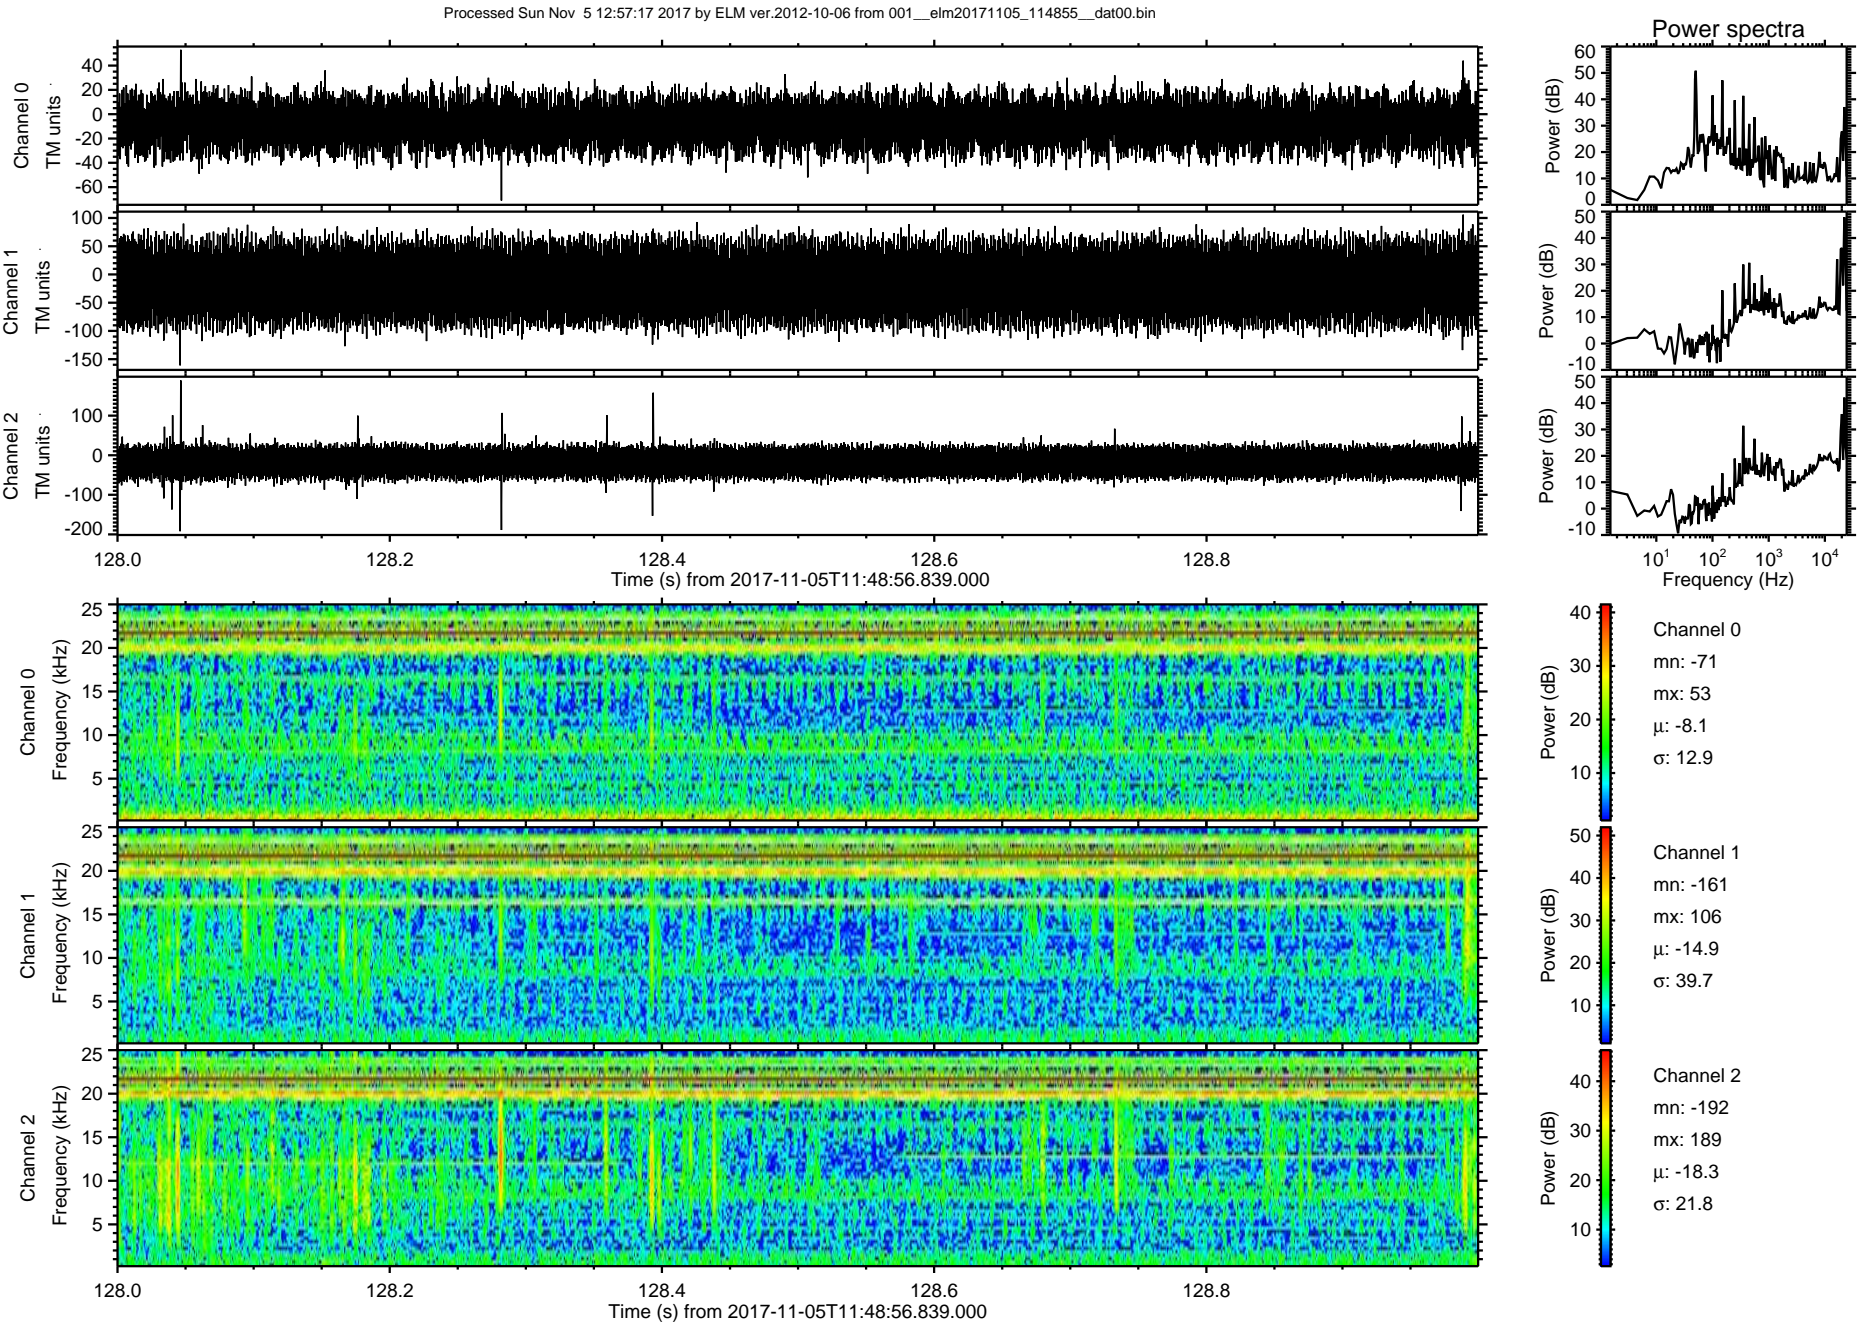 Processed Sun Nov  5 12:57:17 2017 by ELM ver.2012-10-06 from 001__elm20171105_114855__dat00.bin
Power spectra
Channel 0
TM units
40
20
0
-20
-40
-60
Power (dB)
60
50
40
30
20
10
0
Channel 1
TM units
100
50
0
-50
-100
-150
Power (dB)
50
40
30
20
10
0
-10
Channel 2
TM units
100
0
-100
-200
Power (dB)
50
40
30
20
10
0
-10
128.0 128.2 128.4 128.6 128.8
Time (s) from 2017-11-05T11:48:56.839.000
10¹ 10² 10³ 10⁴
Frequency (Hz)
Channel 0
Frequency (kHz)
25
20
15
10
5
Power (dB)
40
30
20
10
Channel 0
mn: -71
mx: 53
μ: -8.1
σ: 12.9
Channel 1
Frequency (kHz)
25
20
15
10
5
Power (dB)
50
40
30
20
10
Channel 1
mn: -161
mx: 106
μ: -14.9
σ: 39.7
Channel 2
Frequency (kHz)
25
20
15
10
5
Power (dB)
40
30
20
10
Channel 2
mn: -192
mx: 189
μ: -18.3
σ: 21.8
128.0 128.2 128.4 128.6 128.8
Time (s) from 2017-11-05T11:48:56.839.000